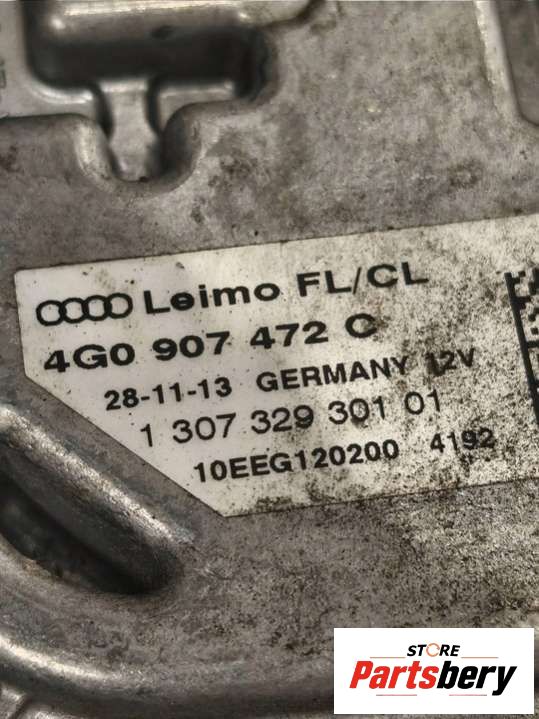 Leimo FL/CL
4G0 907 472 C
28-11-13 GERMANY 12V
1 307 329 301 01
10EEG120200 4192
STORE
Partsbery